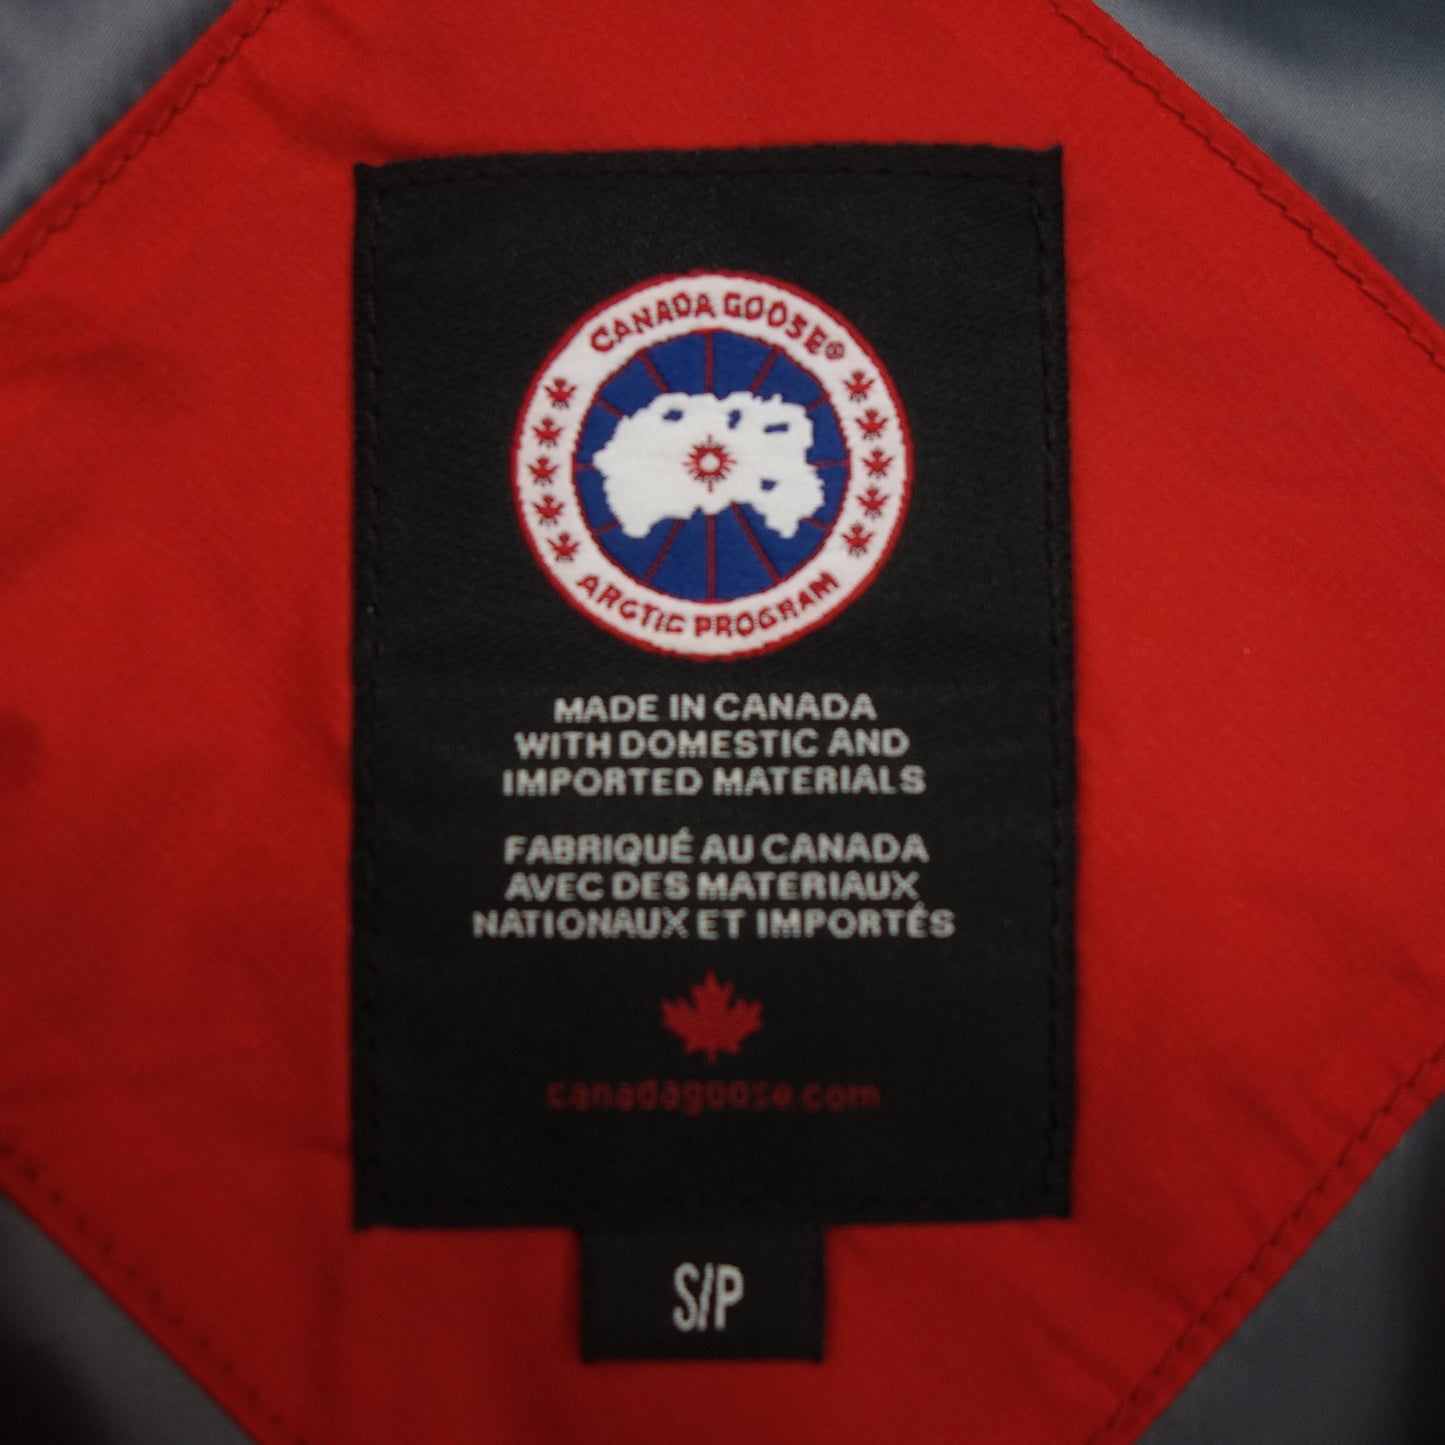 CANADA GOOSE®
ARCTIC PROGRAM
MADE IN CANADA
WITH DOMESTIC AND
IMPORTED MATERIALS
FABRIQUÉ AU CANADA
AVEC DES MATERIAUX
NATIONAUX ET IMPORTÉS
canadagoose.com
S/P